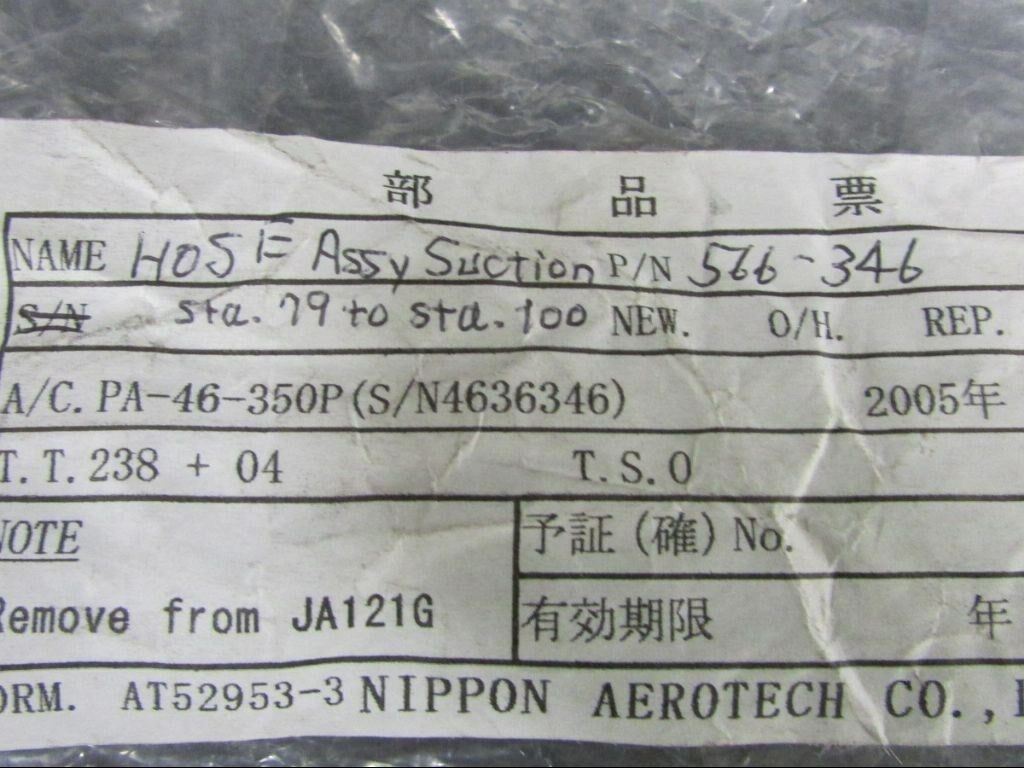 部 品 票
NAME HOSE Assy Suction P/N 566-346
S/N sta. 79 to sta. 100 NEW. O/H. REP.
A/C. PA-46-350P(S/N4636346) 2005年
T.T. 238 + 04 T.S.O
NOTE 予証(確)No.
Remove from JA121G 有効期限 年
ORM. AT52953-3 NIPPON AEROTECH CO.,